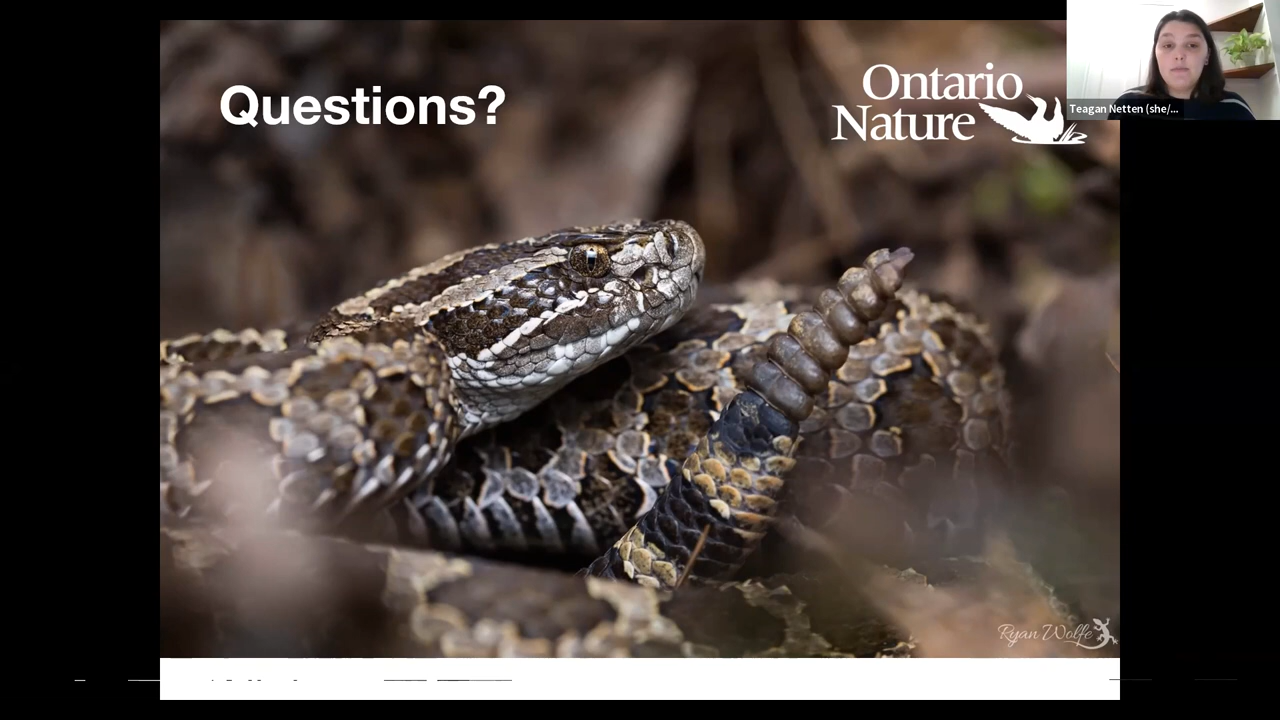 Questions?
Ontario
Nature
Teagan Netten (she/...
Ryan Wolfe